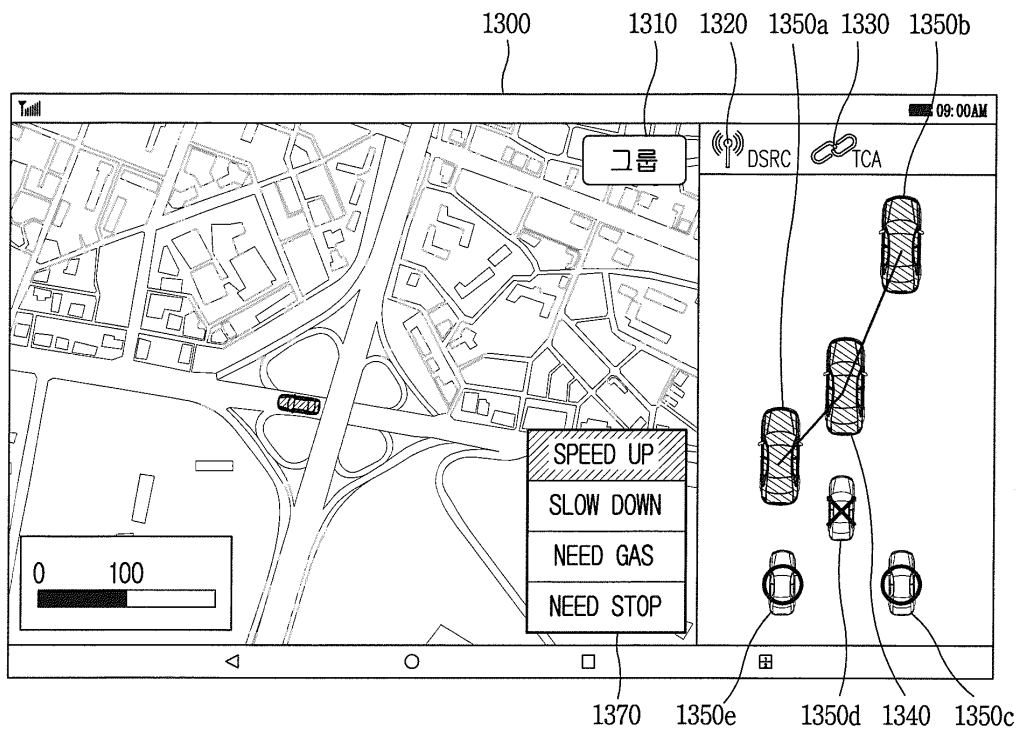 1300 1310 1320 1350a 1330 1350b
09:00AM
그룹
DSRC TCA
SPEED UP
SLOW DOWN
NEED GAS
NEED STOP
0 100
1370 1350e 1350d 1340 1350c